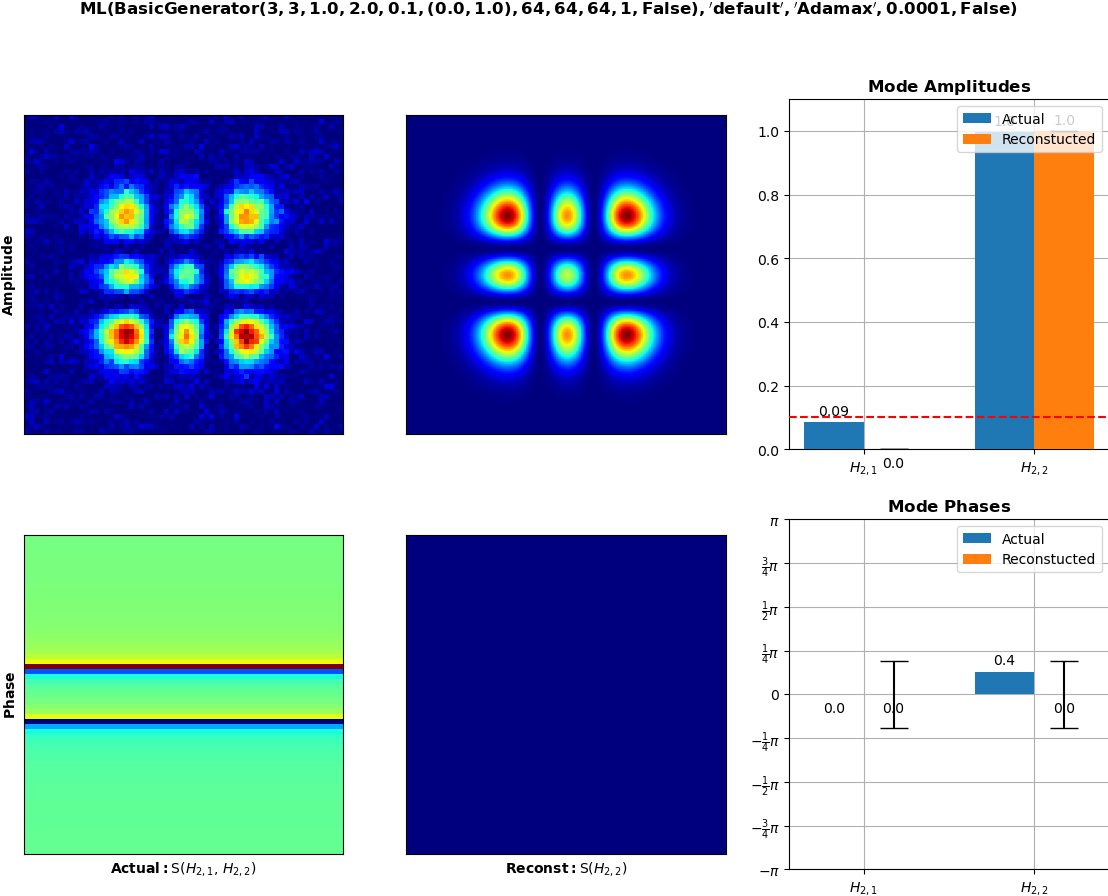 ML(BasicGenerator(3, 3, 1.0, 2.0, 0.1, (0.0, 1.0), 64, 64, 64, 1, False), 'default', 'Adamax', 0.0001, False)
Mode Amplitudes
Actual
Reconstucted
1.0
1.0
0.8
0.6
0.4
0.2
0.0
0.09
0.0
H2,1
H2,2
Amplitude
Mode Phases
Actual
Reconstucted
π
3/4π
1/2π
1/4π
0
−1/4π
−1/2π
−3/4π
−π
0.0
0.0
0.4
0.0
H2,1
H2,2
Phase
Actual: S(H2,1, H2,2)
Reconst: S(H2,2)